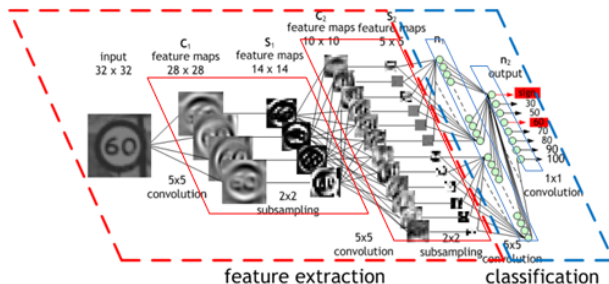 input
32 x 32
C₁
feature maps
28 x 28
S₁
feature maps
14 x 14
C₂
feature maps
10 x 10
S₂
feature maps
5 x 5
n₁
n₂
output
60
sign
30
50
60
70
80
90
100
5x5
convolution
2x2
subsampling
5x5
convolution
2x2
subsampling
convolution
1x1
convolution
feature extraction
classification